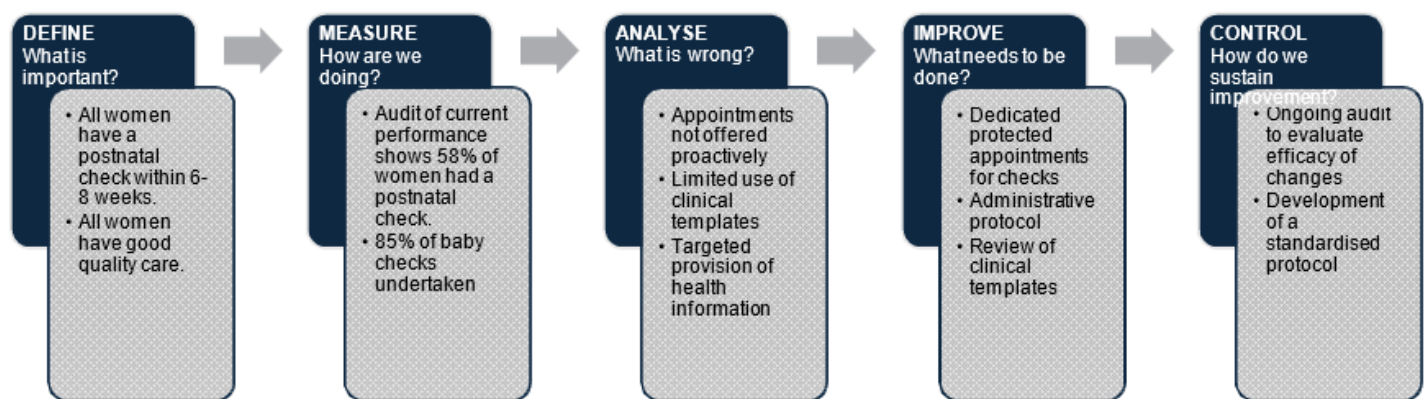 DEFINE
What is
important?
• All women
have a
postnatal
check within 6-
8 weeks.
• All women
have good
quality care.
MEASURE
How are we
doing?
• Audit of current
performance
shows 58% of
women had a
postnatal
check.
• 85% of baby
checks
undertaken
ANALYSE
What is wrong?
• Appointments
not offered
proactively
• Limited use of
clinical
templates
• Targeted
provision of
health
information
IMPROVE
What needs to be
done?
• Dedicated
protected
appointments
for checks
• Administrative
protocol
• Review of
clinical
templates
CONTROL
How do we
sustain
improvement?
• Ongoing audit
to evaluate
efficacy of
changes
• Development
of a
standardised
protocol